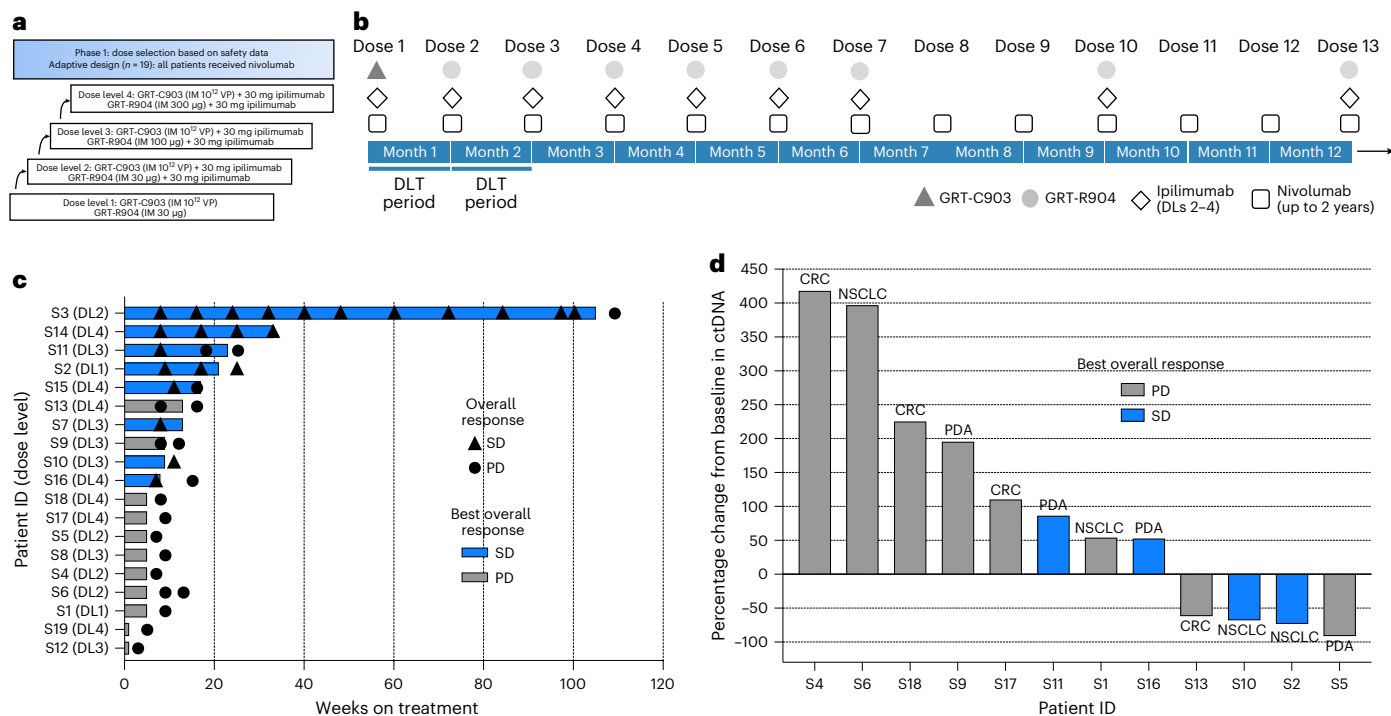 a
Phase 1: dose selection based on safety data
Adaptive design (n = 19): all patients received nivolumab
Dose level 4: GRT-C903 (IM 10¹² VP) + 30 mg ipilimumab
GRT-R904 (IM 300 µg) + 30 mg ipilimumab
Dose level 3: GRT-C903 (IM 10¹² VP) + 30 mg ipilimumab
GRT-R904 (IM 100 µg) + 30 mg ipilimumab
Dose level 2: GRT-C903 (IM 10¹² VP) + 30 mg ipilimumab
GRT-R904 (IM 30 µg) + 30 mg ipilimumab
Dose level 1: GRT-C903 (IM 10¹² VP)
GRT-R904 (IM 30 µg)
b
Dose 1 Dose 2 Dose 3 Dose 4 Dose 5 Dose 6 Dose 7 Dose 8 Dose 9 Dose 10 Dose 11 Dose 12 Dose 13
Month 1 Month 2 Month 3 Month 4 Month 5 Month 6 Month 7 Month 8 Month 9 Month 10 Month 11 Month 12
DLT period
DLT period
GRT-C903
GRT-R904
Ipilimumab
(DLs 2–4)
Nivolumab
(up to 2 years)
c
Patient ID (dose level)
S3 (DL2)
S14 (DL4)
S11 (DL3)
S2 (DL1)
S15 (DL4)
S13 (DL4)
S7 (DL3)
S9 (DL3)
S10 (DL3)
S16 (DL4)
S18 (DL4)
S17 (DL4)
S5 (DL2)
S8 (DL3)
S4 (DL2)
S6 (DL2)
S1 (DL1)
S19 (DL4)
S12 (DL3)
Overall
response
SD
PD
Best overall
response
SD
PD
0 20 40 60 80 100 120
Weeks on treatment
d
Percentage change from baseline in ctDNA
450
400
350
300
250
200
150
100
50
0
–50
–100
CRC
NSCLC
CRC
PDA
CRC
PDA
NSCLC
PDA
CRC
NSCLC
NSCLC
PDA
Best overall response
PD
SD
S4 S6 S18 S9 S17 S11 S1 S16 S13 S10 S2 S5
Patient ID